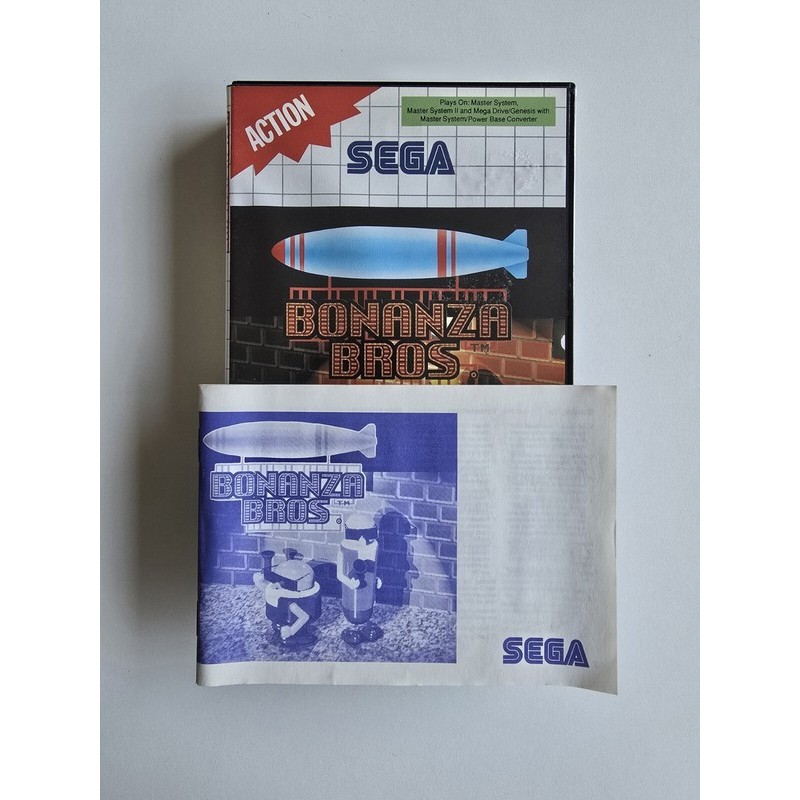 ACTION
Plays On: Master System,
Master System II and Mega Drive/Genesis with
Master System/Power Base Converter
SEGA
BONANZA
BROS.™
BONANZA
BROS ™
SEGA